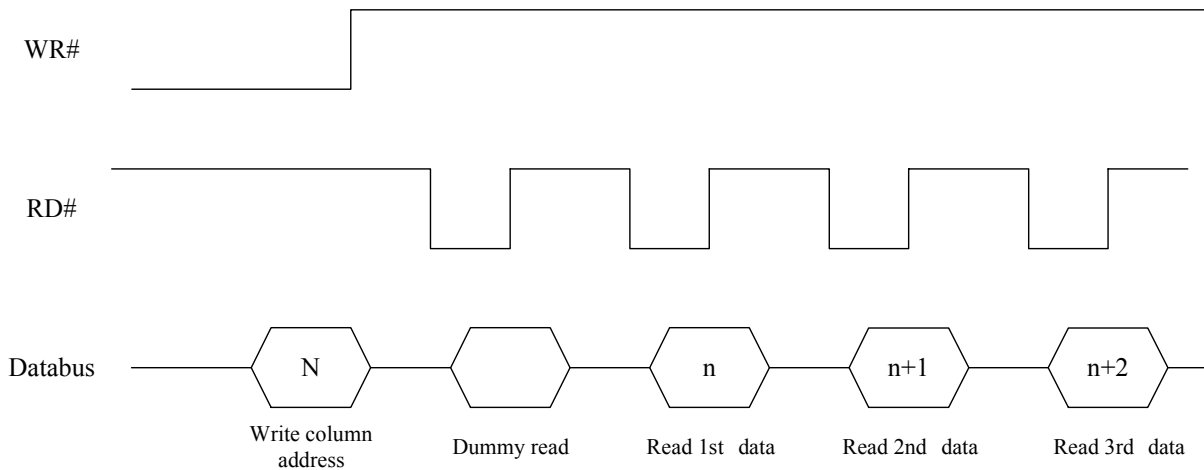 WR#
RD#
Databus
N
n
n+1
n+2
Write column
address
Dummy read
Read 1st data
Read 2nd data
Read 3rd data